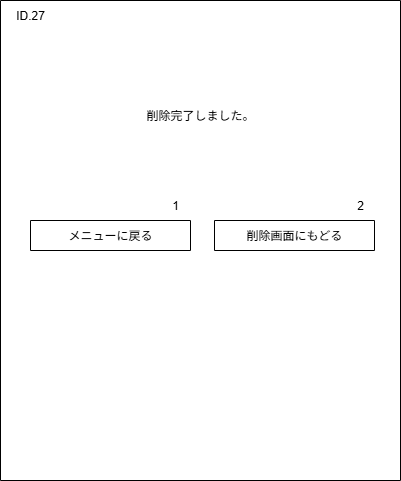 ID.27
削除完了しました。
1
2
メニューに戻る
削除画面にもどる